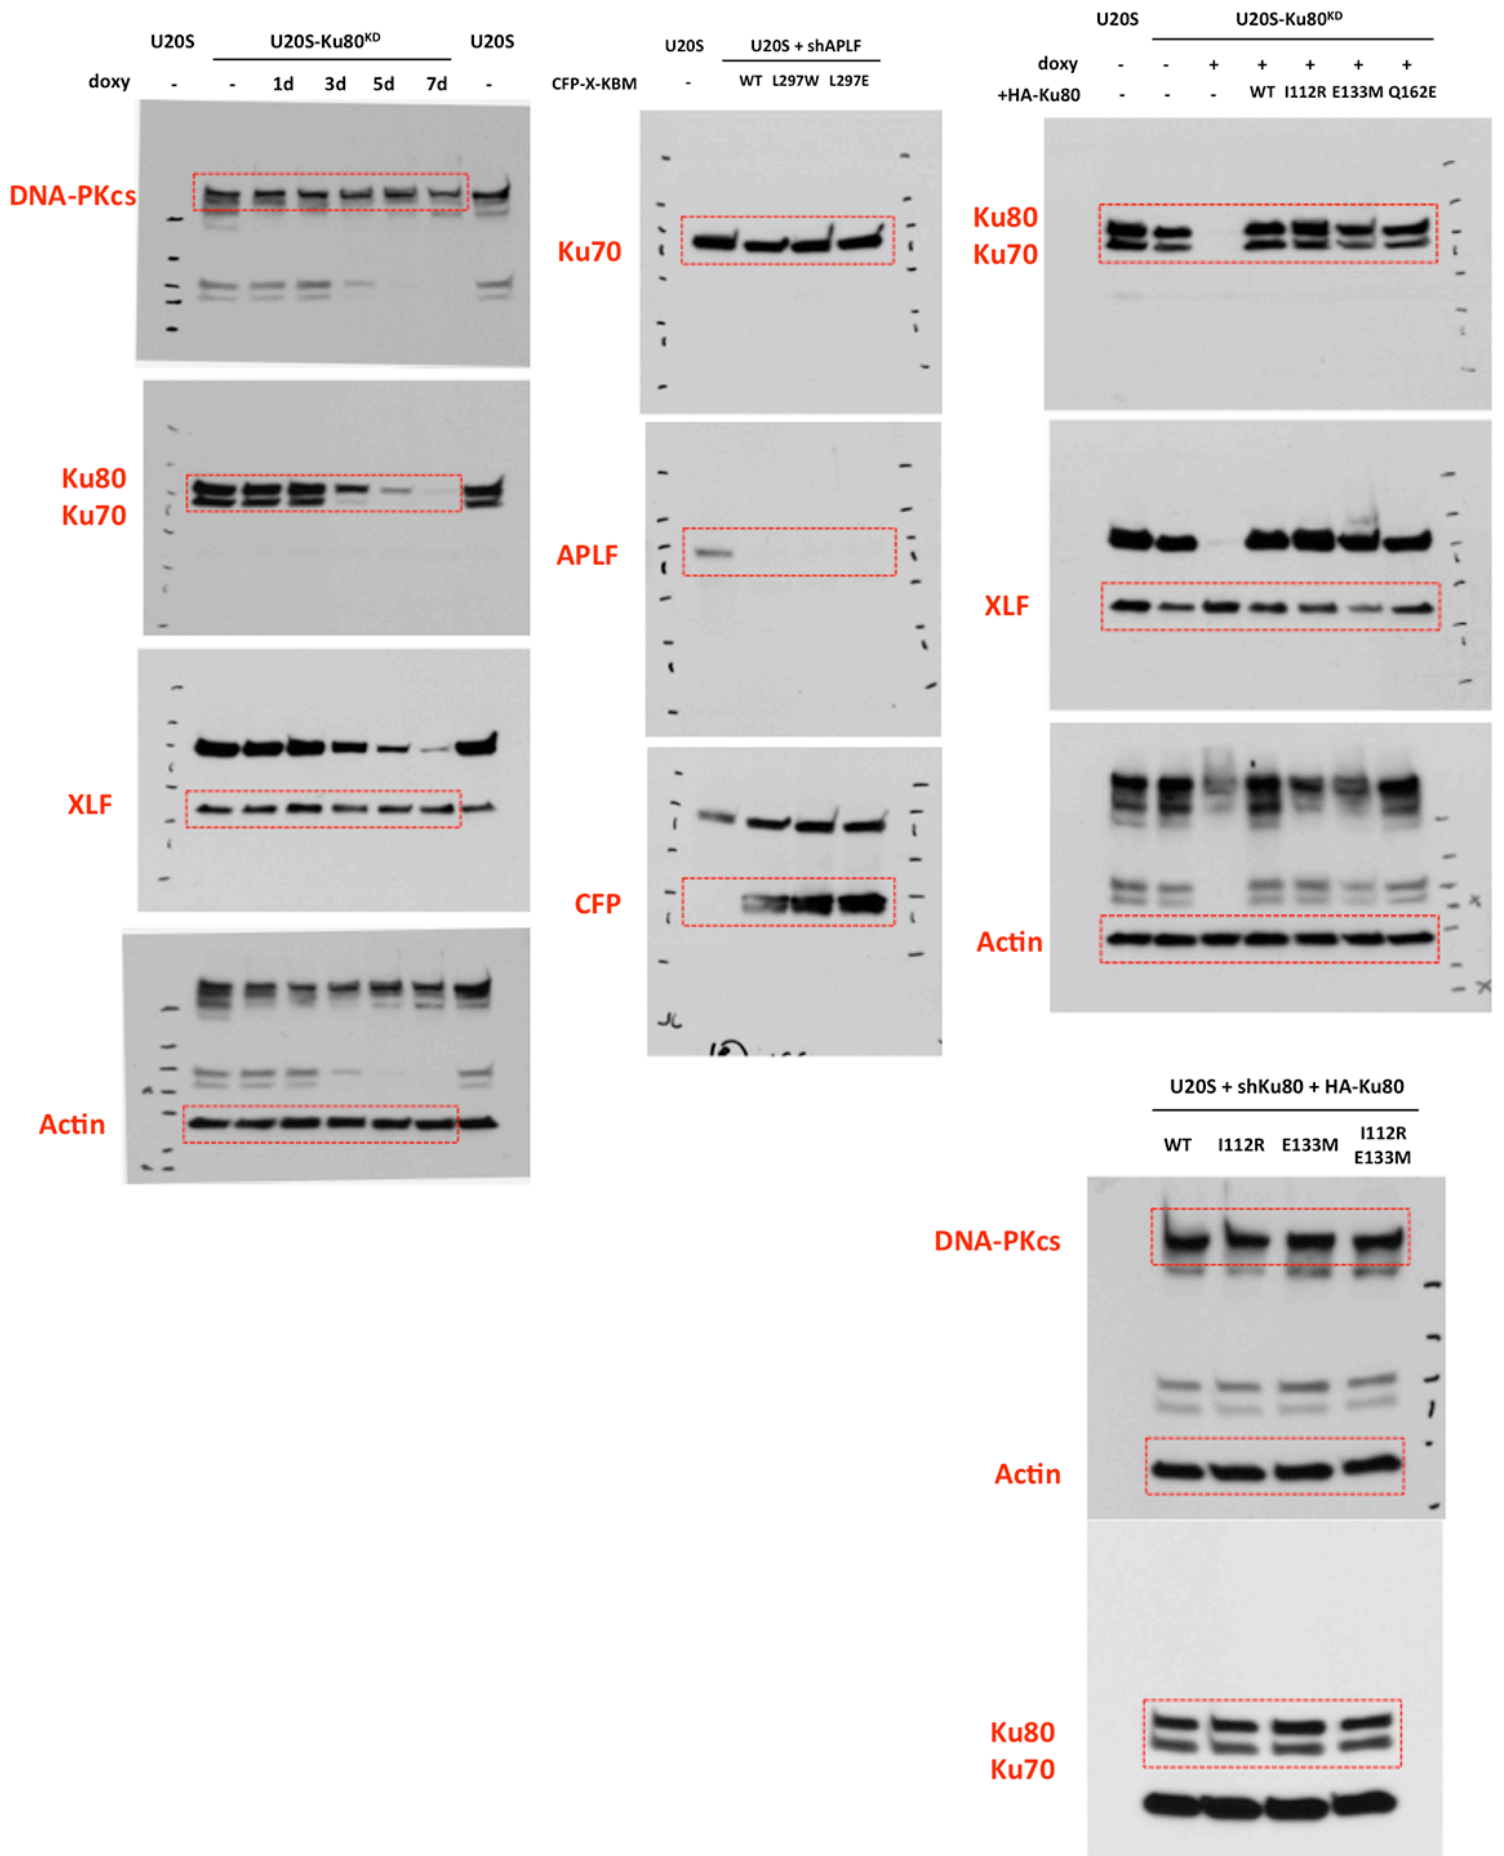 U20S U20S-Ku80KD U20S
doxy - - 1d 3d 5d 7d -
DNA-PKcs
Ku80
Ku70
XLF
Actin
U20S U20S + shAPLF
CFP-X-KBM - WT L297W L297E
Ku70
APLF
CFP
U20S U20S-Ku80KD
doxy - - + + + + +
+HA-Ku80 - - - WT I112R E133M Q162E
Ku80
Ku70
XLF
Actin
U20S + shKu80 + HA-Ku80
WT I112R E133M I112R
E133M
DNA-PKcs
Actin
Ku80
Ku70